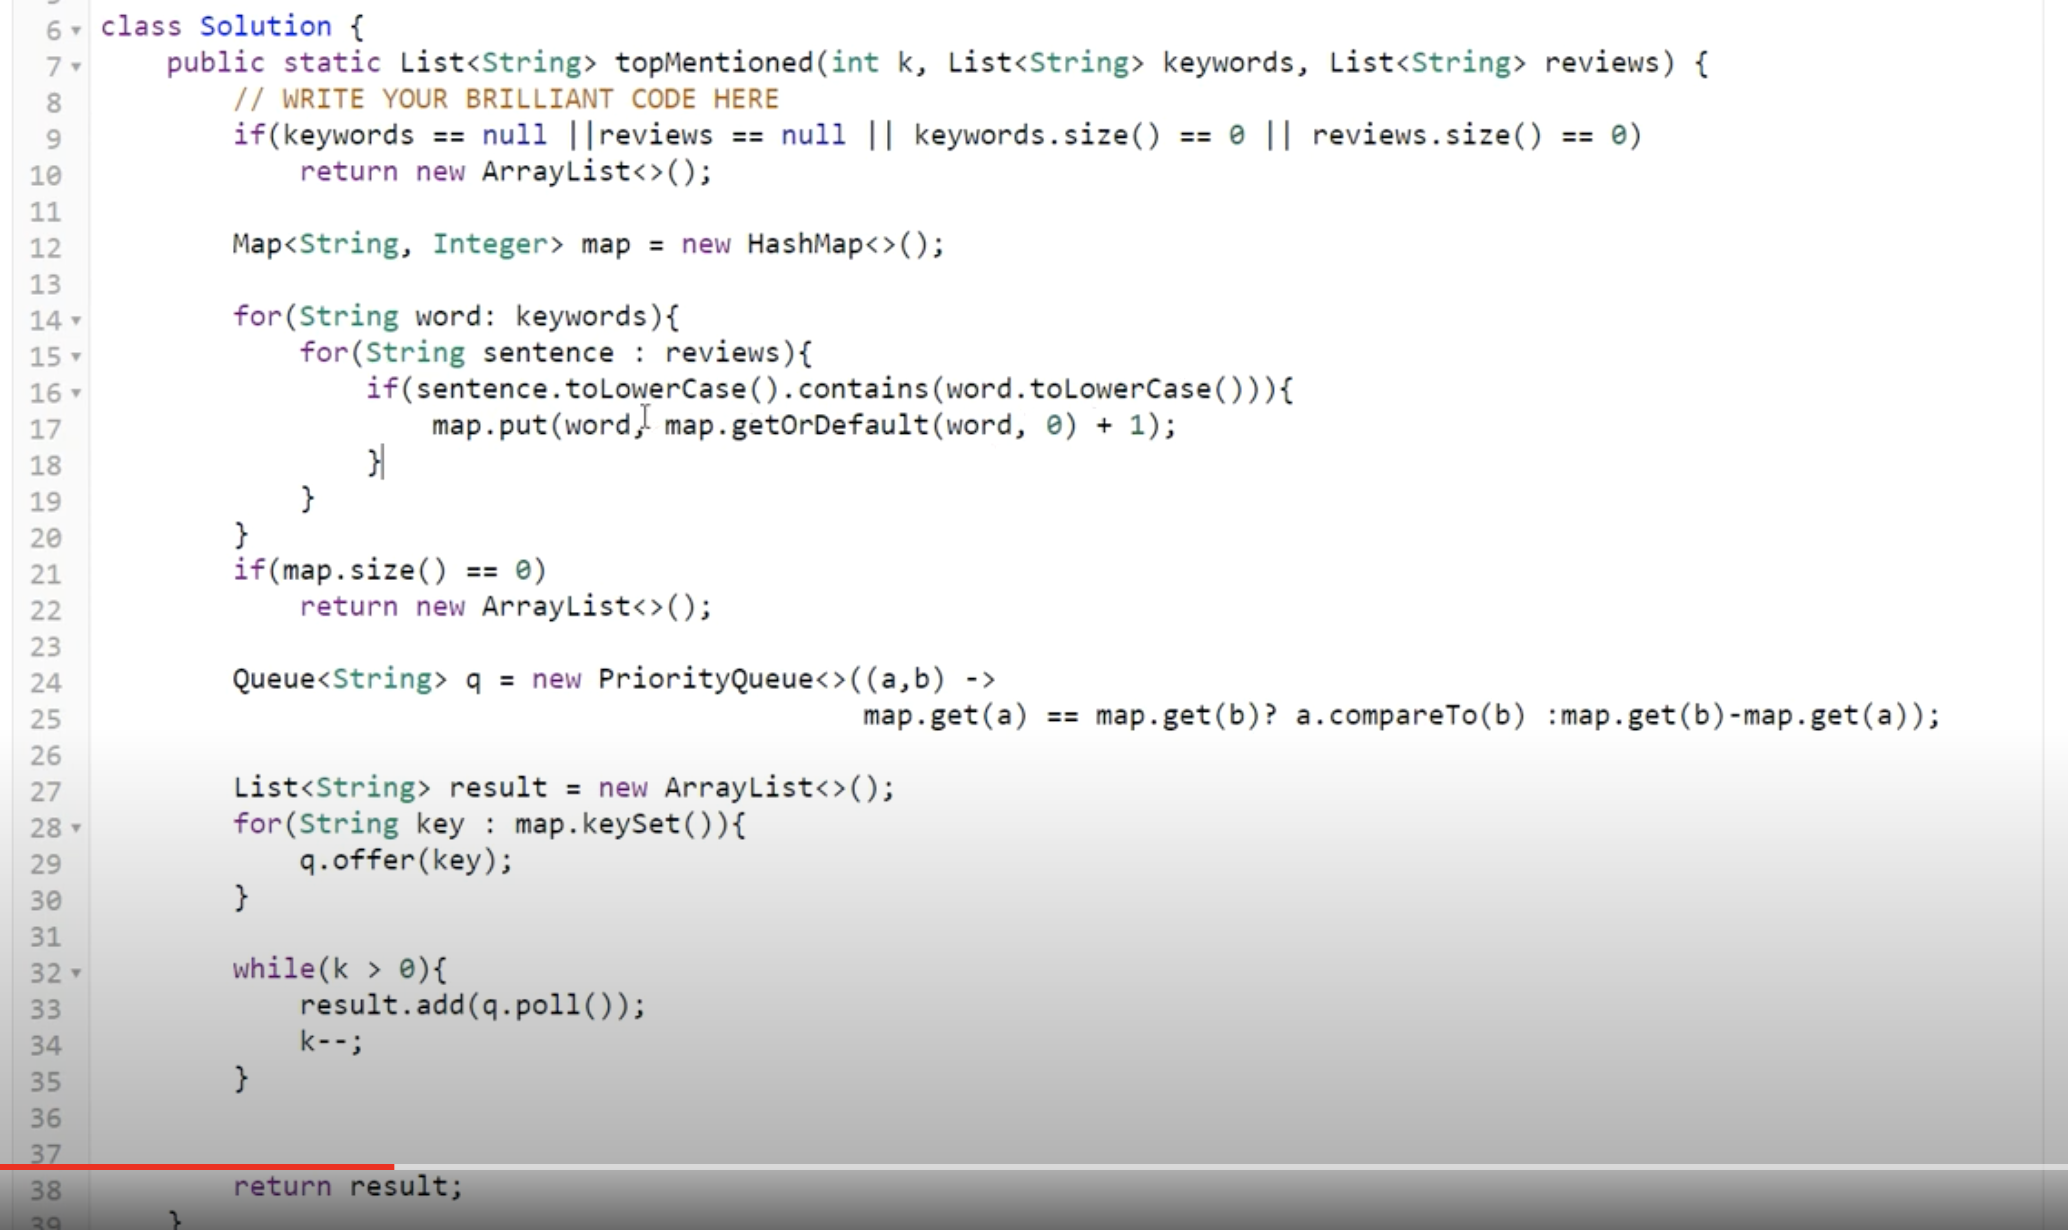 6 class Solution {
7 public static List<String> topMentioned(int k, List<String> keywords, List<String> reviews) {
8 // WRITE YOUR BRILLIANT CODE HERE
9 if(keywords == null ||reviews == null || keywords.size() == 0 || reviews.size() == 0)
10 return new ArrayList<>();
11
12 Map<String, Integer> map = new HashMap<>();
13
14 for(String word: keywords){
15 for(String sentence : reviews){
16 if(sentence.toLowerCase().contains(word.toLowerCase())){
17 map.put(word, map.getOrDefault(word, 0) + 1);
18 }
19 }
20 }
21 if(map.size() == 0)
22 return new ArrayList<>();
23
24 Queue<String> q = new PriorityQueue<>((a,b) ->
25 map.get(a) == map.get(b)? a.compareTo(b) :map.get(b)-map.get(a));
26
27 List<String> result = new ArrayList<>();
28 for(String key : map.keySet()){
29 q.offer(key);
30 }
31
32 while(k > 0){
33 result.add(q.poll());
34 k--;
35 }
36
37
38 return result;
39 }